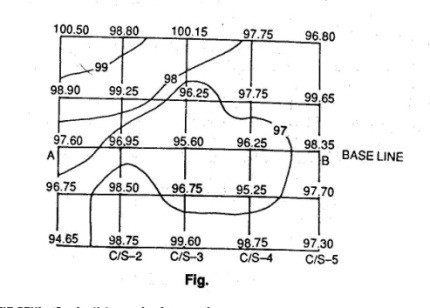 100.50 98.80 100.15 97.75 96.80
99
98
98.90 99.25 96.25 97.75 99.65
97
97.60 96.95 95.60 96.25 98.35
A B BASE LINE
96.75 98.50 96.75 95.25 97.70
94.65 98.75 99.60 98.75 97.30
C/S–2 C/S–3 C/S–4 C/S–5
Fig.